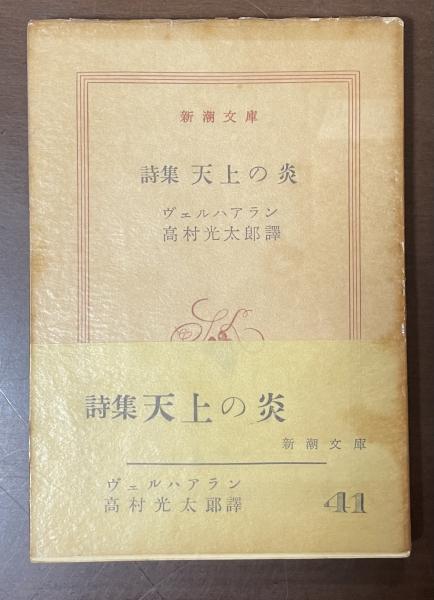 新潮文庫
詩集 天上の炎
ヴェルハアラン
高村光太郎譯
詩集 天上の炎
新潮文庫
ヴェルハアラン
高村光太郎譯
41